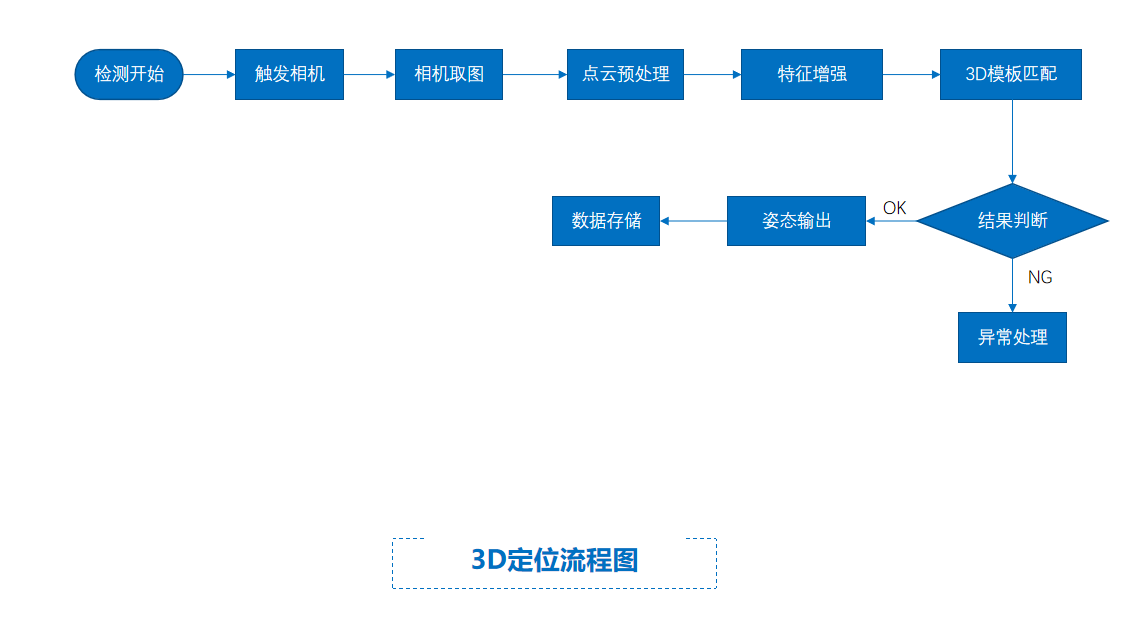 检测开始
触发相机
相机取图
点云预处理
特征增强
3D模板匹配
数据存储
姿态输出
OK
结果判断
NG
异常处理
3D定位流程图